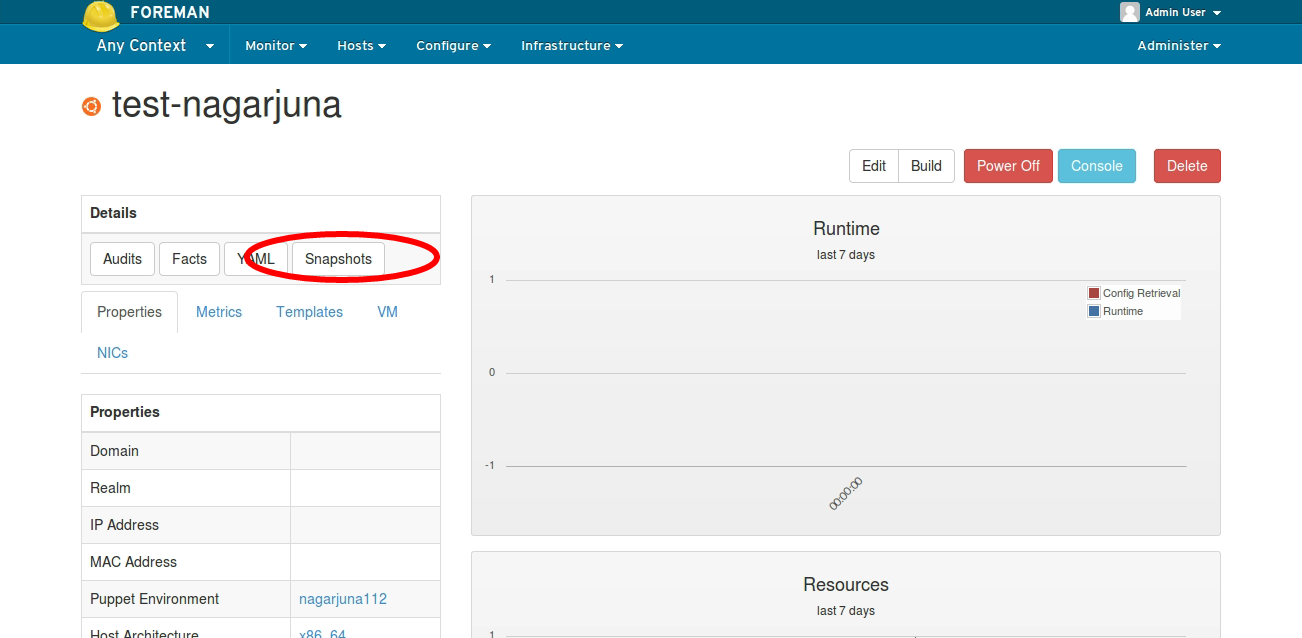 FOREMAN
Admin User
Any Context
Monitor
Hosts
Configure
Infrastructure
Administer
test-nagarjuna
Edit
Build
Power Off
Console
Delete
Details
Audits
Facts
YAML
Snapshots
Properties
Metrics
Templates
VM
NICs
Properties
Domain
Realm
IP Address
MAC Address
Puppet Environment nagarjuna112
Host Architecture x86_64
Runtime
last 7 days
1
Config Retrieval
Runtime
0
-1
00:00:00
Resources
last 7 days
1